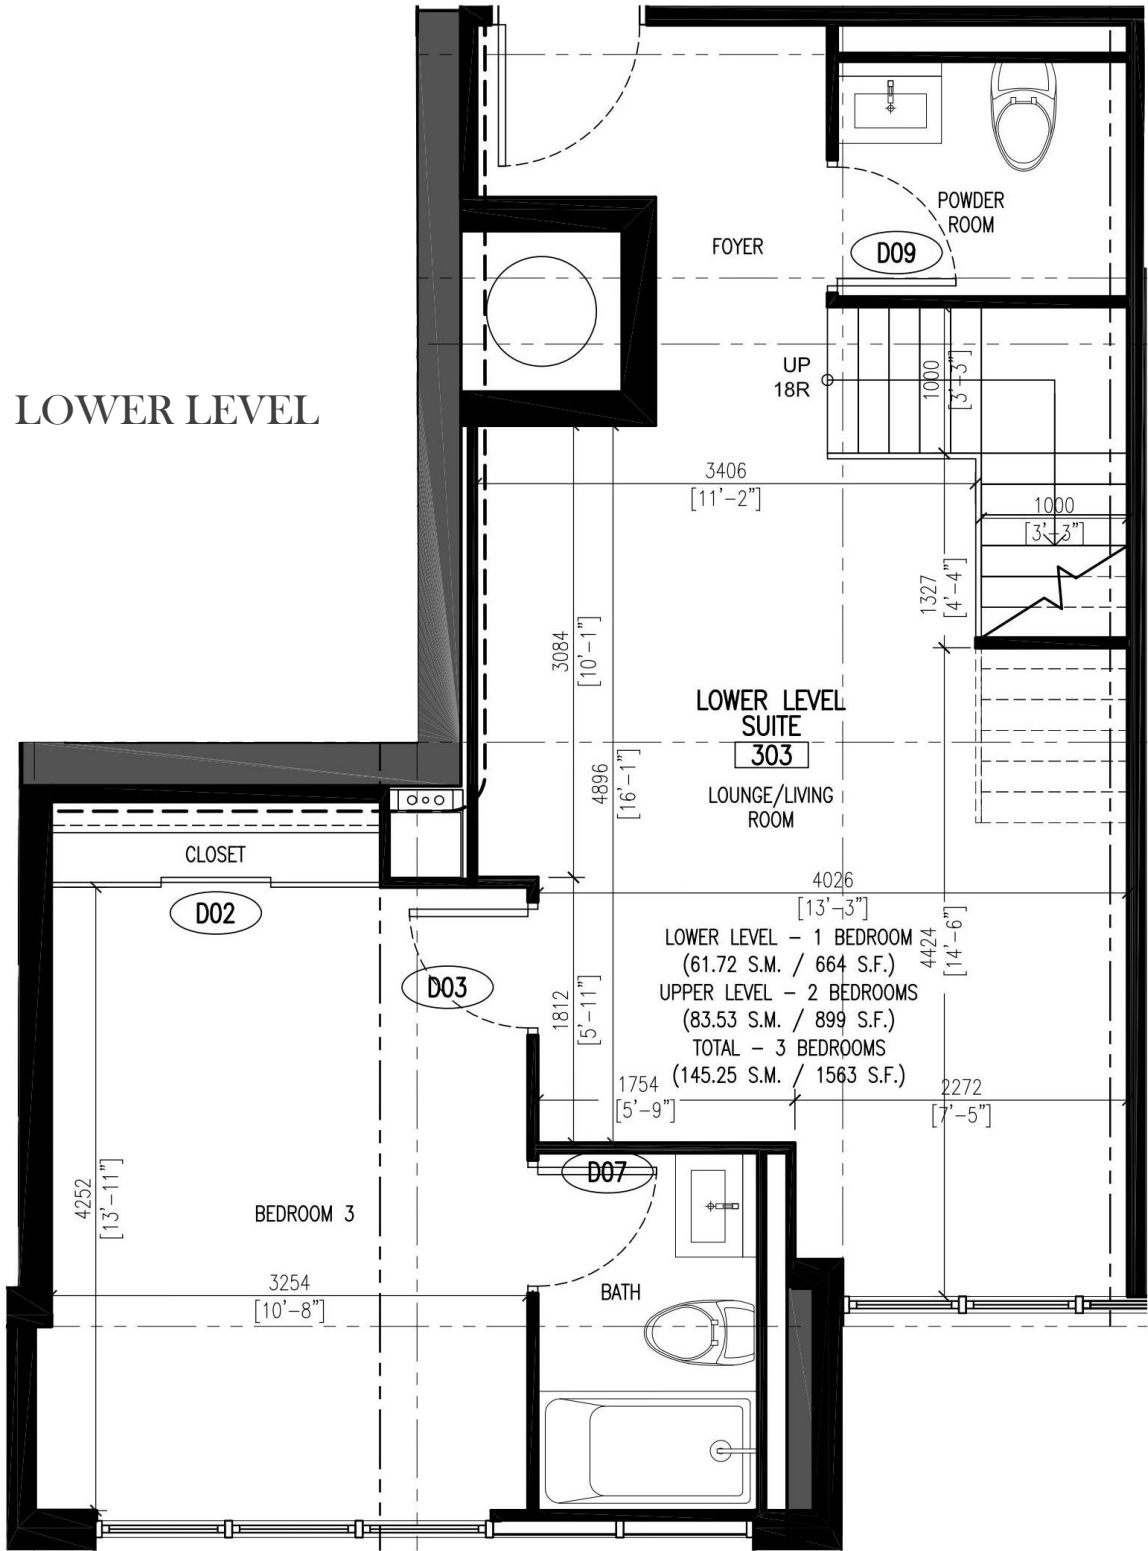 POWDER
ROOM
FOYER
D09
UP
18R
1000
[3'-3"]
LOWER LEVEL
3406
[11'-2"]
1000
[3'-3"]
1327
[4'-4"]
3084
[10'-1"]
LOWER LEVEL
SUITE
303
LOUNGE/LIVING
ROOM
4896
[16'-1"]
CLOSET
D02
4026
[13'-3"]
LOWER LEVEL - 1 BEDROOM
(61.72 S.M. / 664 S.F.)
UPPER LEVEL - 2 BEDROOMS
(83.53 S.M. / 899 S.F.)
TOTAL - 3 BEDROOMS
(145.25 S.M. / 1563 S.F.)
4424
[14'-6"]
D03
1812
[5'-11"]
1754
[5'-9"]
2272
[7'-5"]
D07
4252
[13'-11"]
BEDROOM 3
3254
[10'-8"]
BATH